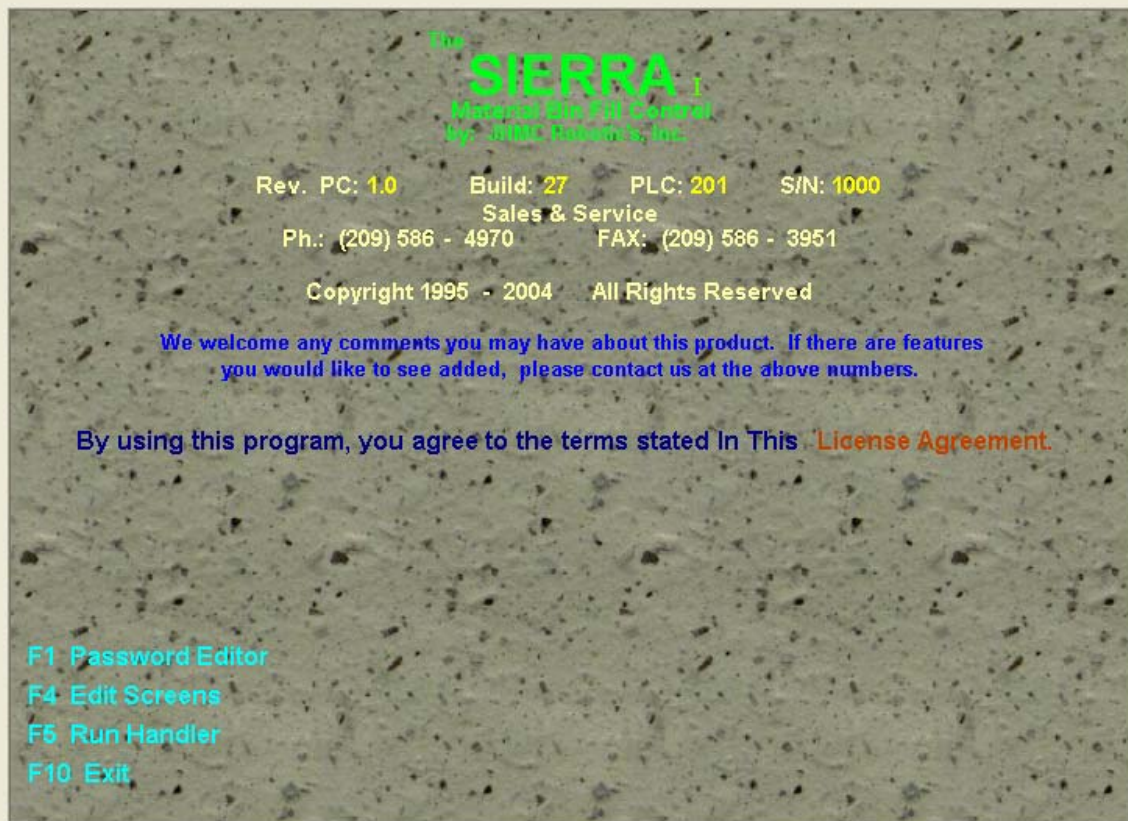 The
SIERRA I
Material Bin Fill Control
by: JHMC Robotic's, Inc.
Rev. PC: 1.0 Build: 27 PLC: 201 S/N: 1000
Sales & Service
Ph.: (209) 586 - 4970 FAX: (209) 586 - 3951
Copyright 1995 - 2004 All Rights Reserved
We welcome any comments you may have about this product. If there are features
you would like to see added, please contact us at the above numbers.
By using this program, you agree to the terms stated In This License Agreement.
F1 Password Editor
F4 Edit Screens
F5 Run Handler
F10 Exit